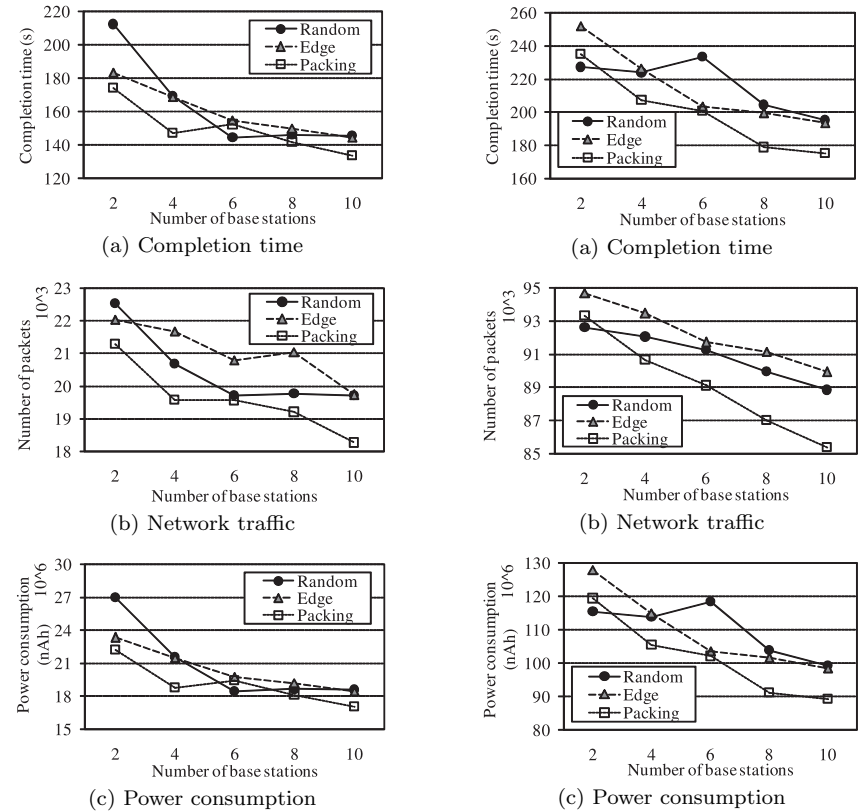 Completion time (s)
220
200
180
160
140
120
Random
Edge
Packing
2 4 6 8 10
Number of base stations
(a) Completion time
Completion time (s)
260
240
220
200
180
160
Random
Edge
Packing
2 4 6 8 10
Number of base stations
(a) Completion time
Number of packets
10^3
23
22
21
20
19
18
Random
Edge
Packing
2 4 6 8 10
Number of base stations
(b) Network traffic
Number of packets
10^3
95
93
91
89
87
85
Random
Edge
Packing
2 4 6 8 10
Number of base stations
(b) Network traffic
Power consumption
(nAh)
10^6
30
27
24
21
18
15
Random
Edge
Packing
2 4 6 8 10
Number of base stations
(c) Power consumption
Power consumption
(nAh)
10^6
130
120
110
100
90
80
Random
Edge
Packing
2 4 6 8 10
Number of base stations
(c) Power consumption